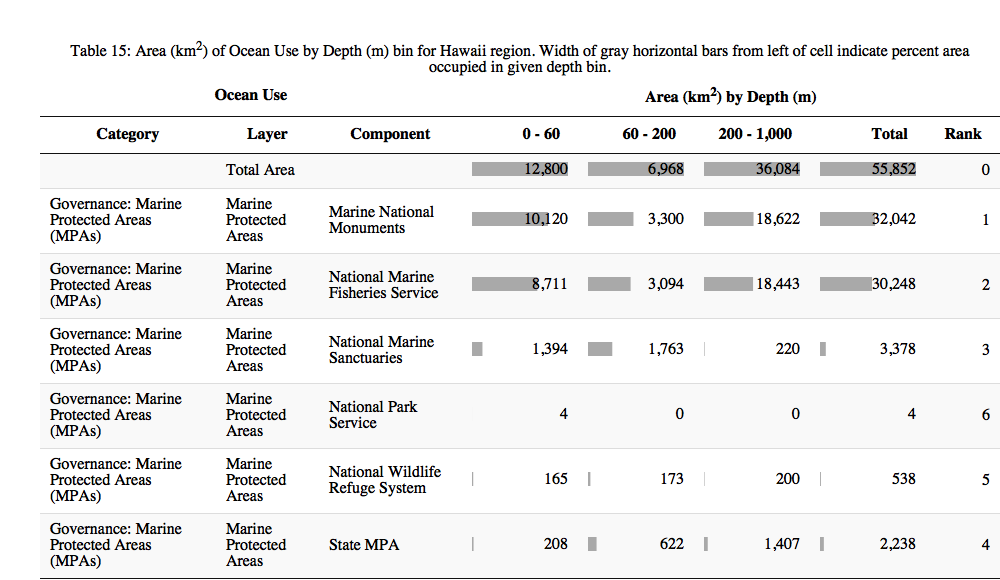 Table 15: Area (km2) of Ocean Use by Depth (m) bin for Hawaii region. Width of gray horizontal bars from left of cell indicate percent area
occupied in given depth bin.
Ocean Use Area (km2) by Depth (m)
Category Layer Component 0 - 60 60 - 200 200 - 1,000 Total Rank
Total Area 12,800 6,968 36,084 55,852 0
Governance: Marine Marine
Protected Areas Protected Marine National 10,120 3,300 18,622 32,042 1
(MPAs) Areas Monuments
Governance: Marine Marine
Protected Areas Protected National Marine 8,711 3,094 18,443 30,248 2
(MPAs) Areas Fisheries Service
Governance: Marine Marine
Protected Areas Protected National Marine 1,394 1,763 220 3,378 3
(MPAs) Areas Sanctuaries
Governance: Marine Marine
Protected Areas Protected National Park 4 0 0 4 6
(MPAs) Areas Service
Governance: Marine Marine
Protected Areas Protected National Wildlife 165 173 200 538 5
(MPAs) Areas Refuge System
Governance: Marine Marine
Protected Areas Protected State MPA 208 622 1,407 2,238 4
(MPAs) Areas